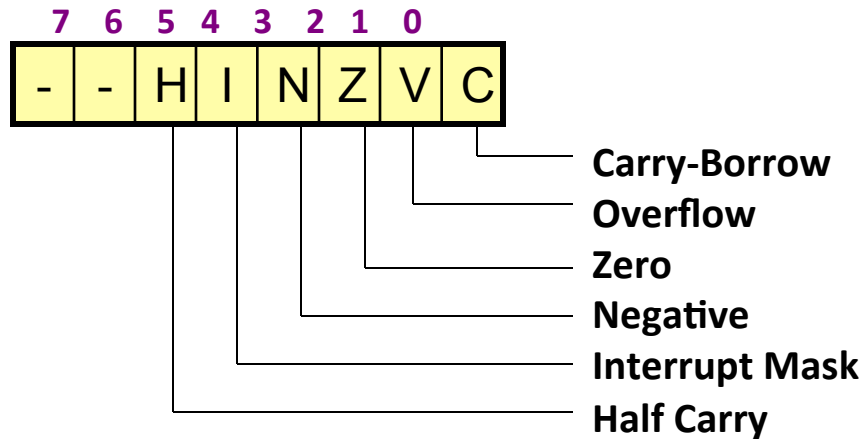 7 6 5 4 3 2 1 0
- - H I N Z V C
Carry-Borrow
Overflow
Zero
Negative
Interrupt Mask
Half Carry